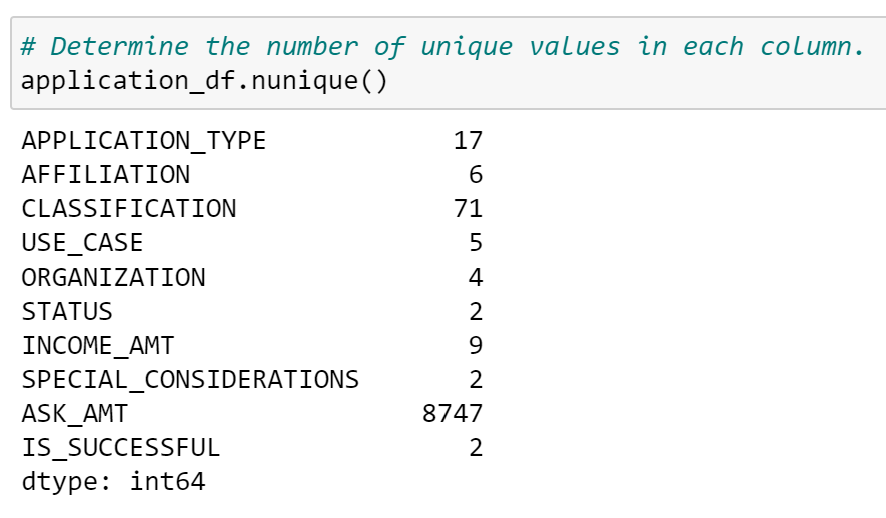 # Determine the number of unique values in each column.
application_df.nunique()
APPLICATION_TYPE 17
AFFILIATION 6
CLASSIFICATION 71
USE_CASE 5
ORGANIZATION 4
STATUS 2
INCOME_AMT 9
SPECIAL_CONSIDERATIONS 2
ASK_AMT 8747
IS_SUCCESSFUL 2
dtype: int64